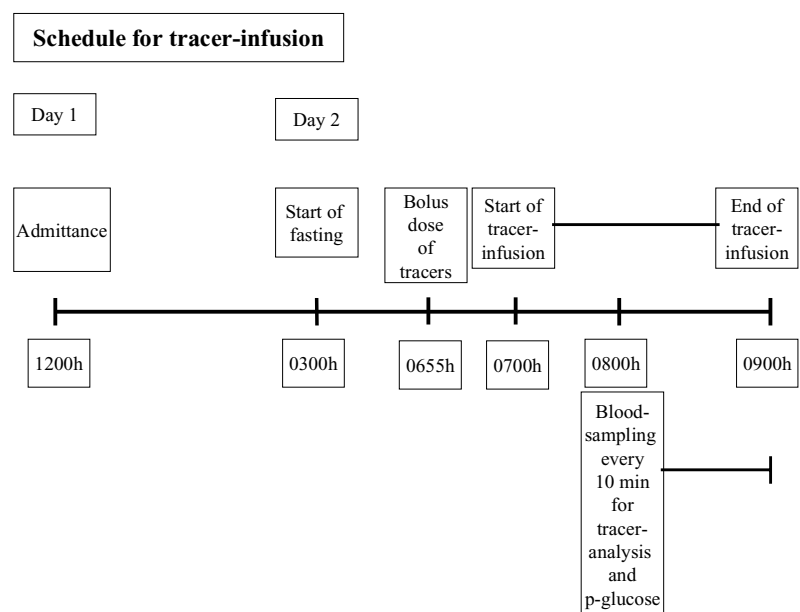 Schedule for tracer-infusion
Day 1
Day 2
Admittance
Start of
fasting
Bolus
dose
of
tracers
Start of
tracer-
infusion
End of
tracer-
infusion
1200h
0300h
0655h
0700h
0800h
0900h
Blood-
sampling
every
10 min
for
tracer-
analysis
and
p-glucose